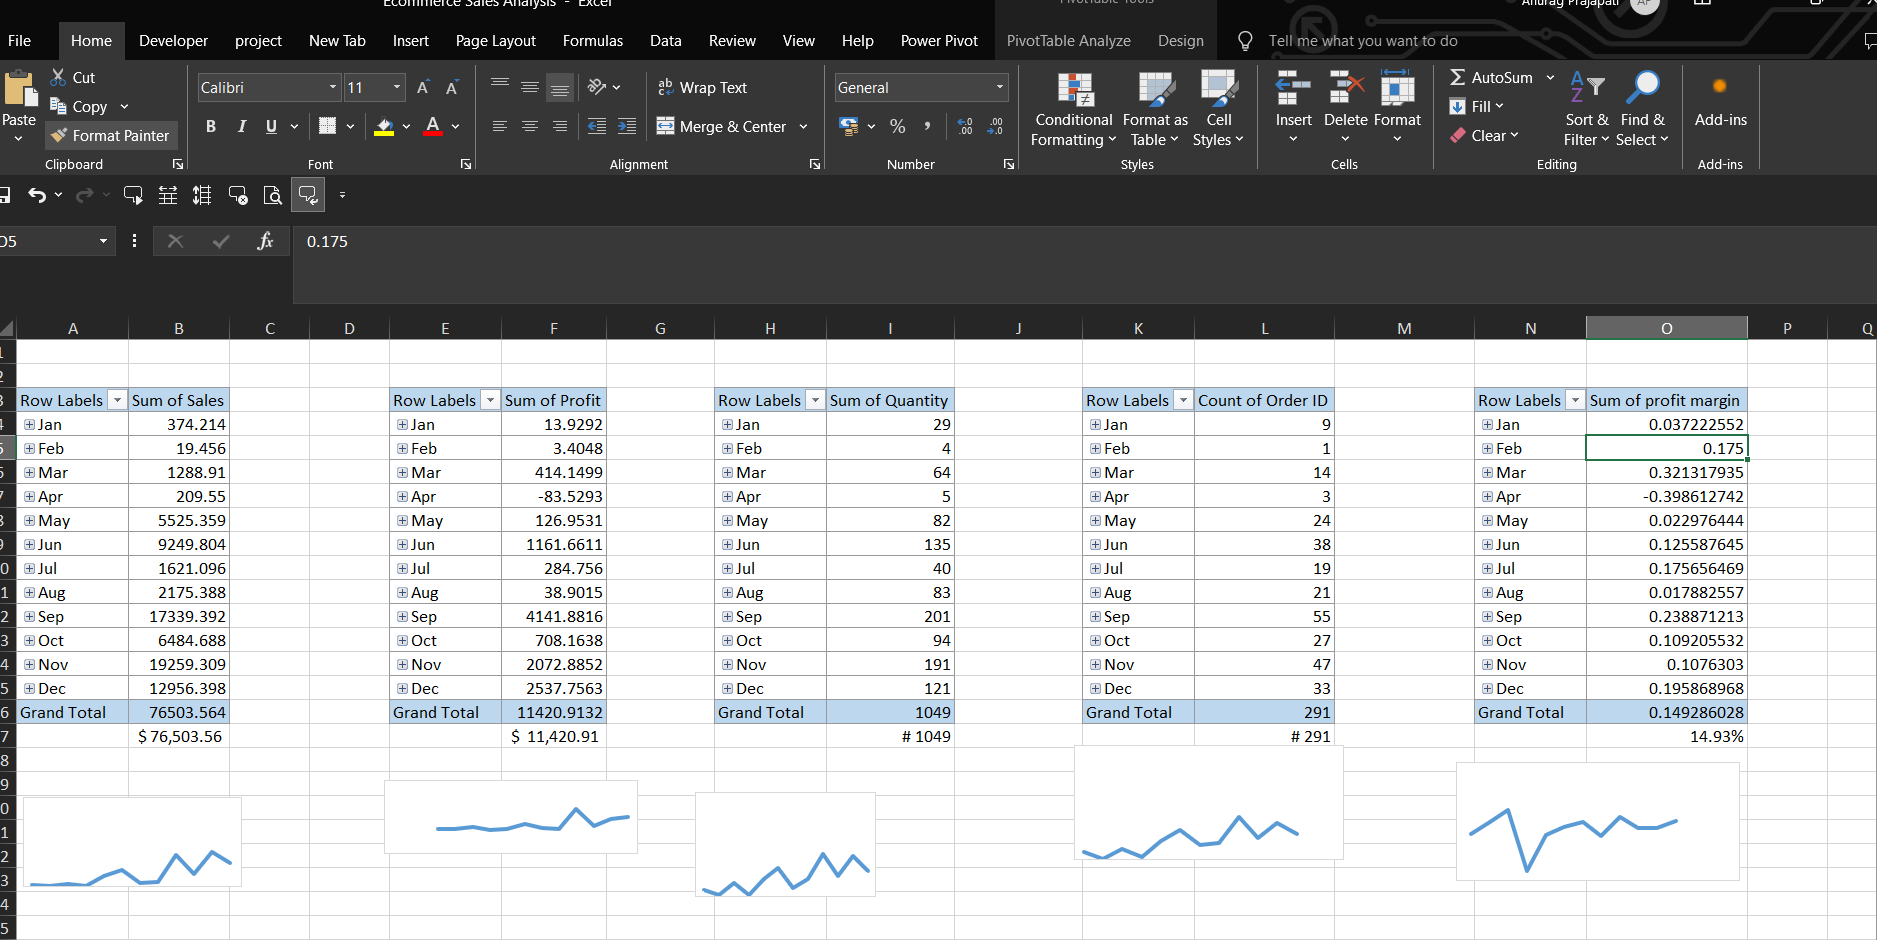 Ecommerce Sales Analysis - Excel
PivotTable Tools
Anurag Prajapati
AP
File Home Developer project New Tab Insert Page Layout Formulas Data Review View Help Power Pivot PivotTable Analyze Design Tell me what you want to do
Paste
Cut
Copy
Format Painter
Clipboard
Calibri 11
B I U
Font
Wrap Text
Merge & Center
Alignment
General
Number
Conditional Formatting
Format as Table
Cell Styles
Styles
Insert Delete Format
Cells
AutoSum
Fill
Clear
Sort & Filter
Find & Select
Editing
Add-ins
Add-ins
O5 fx 0.175
A B C D E F G H I J K L M N O P Q
Row Labels Sum of Sales Row Labels Sum of Profit Row Labels Sum of Quantity Row Labels Count of Order ID Row Labels Sum of profit margin
Jan 374.214 Jan 13.9292 Jan 29 Jan 9 Jan 0.037222552
Feb 19.456 Feb 3.4048 Feb 4 Feb 1 Feb 0.175
Mar 1288.91 Mar 414.1499 Mar 64 Mar 14 Mar 0.321317935
Apr 209.55 Apr -83.5293 Apr 5 Apr 3 Apr -0.398612742
May 5525.359 May 126.9531 May 82 May 24 May 0.022976444
Jun 9249.804 Jun 1161.6611 Jun 135 Jun 38 Jun 0.125587645
Jul 1621.096 Jul 284.756 Jul 40 Jul 19 Jul 0.175656469
Aug 2175.388 Aug 38.9015 Aug 83 Aug 21 Aug 0.017882557
Sep 17339.392 Sep 4141.8816 Sep 201 Sep 55 Sep 0.238871213
Oct 6484.688 Oct 708.1638 Oct 94 Oct 27 Oct 0.109205532
Nov 19259.309 Nov 2072.8852 Nov 191 Nov 47 Nov 0.1076303
Dec 12956.398 Dec 2537.7563 Dec 121 Dec 33 Dec 0.195868968
Grand Total 76503.564 Grand Total 11420.9132 Grand Total 1049 Grand Total 291 Grand Total 0.149286028
$ 76,503.56 $ 11,420.91 # 1049 # 291 14.93%